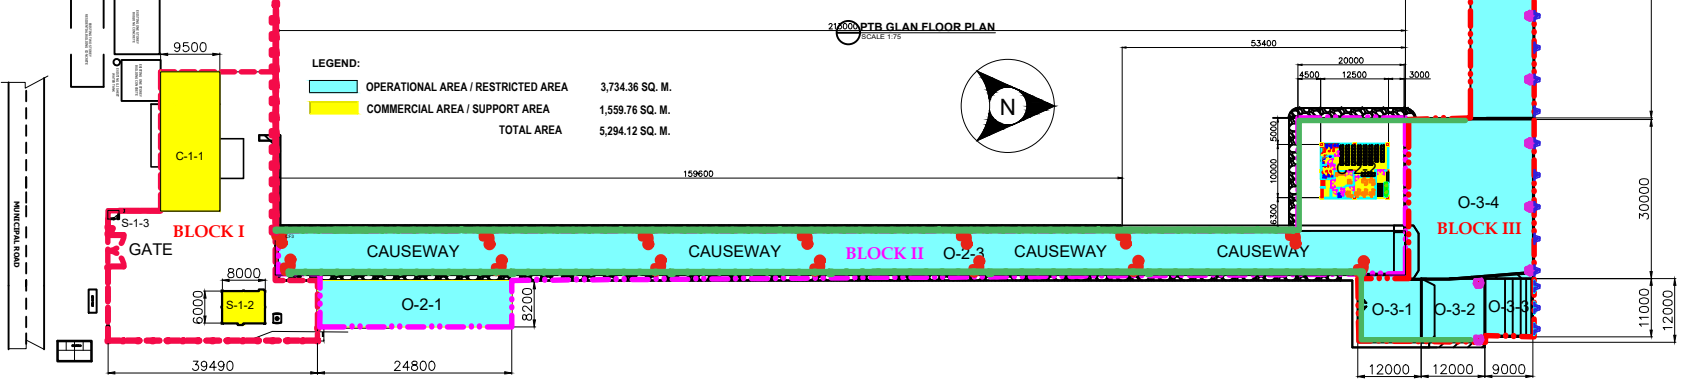 213000 PTB GLAN FLOOR PLAN
SCALE 1:75
9500
53400
20000
4500 12500 3000
LEGEND:
OPERATIONAL AREA / RESTRICTED AREA 3,734.36 SQ. M.
COMMERCIAL AREA / SUPPORT AREA 1,559.76 SQ. M.
TOTAL AREA 5,294.12 SQ. M.
N
5000
10000
6300
C-1-1
159600
MUNICIPAL ROAD
S-1-3
BLOCK I
GATE
O-3-4
BLOCK III
30000
CAUSEWAY
CAUSEWAY
BLOCK II
O-2-3
CAUSEWAY
CAUSEWAY
8000
6000
S-1-2
O-2-1
8200
O-3-1
O-3-2
O-3-3
11000
12000
39490
24800
12000
12000
9000